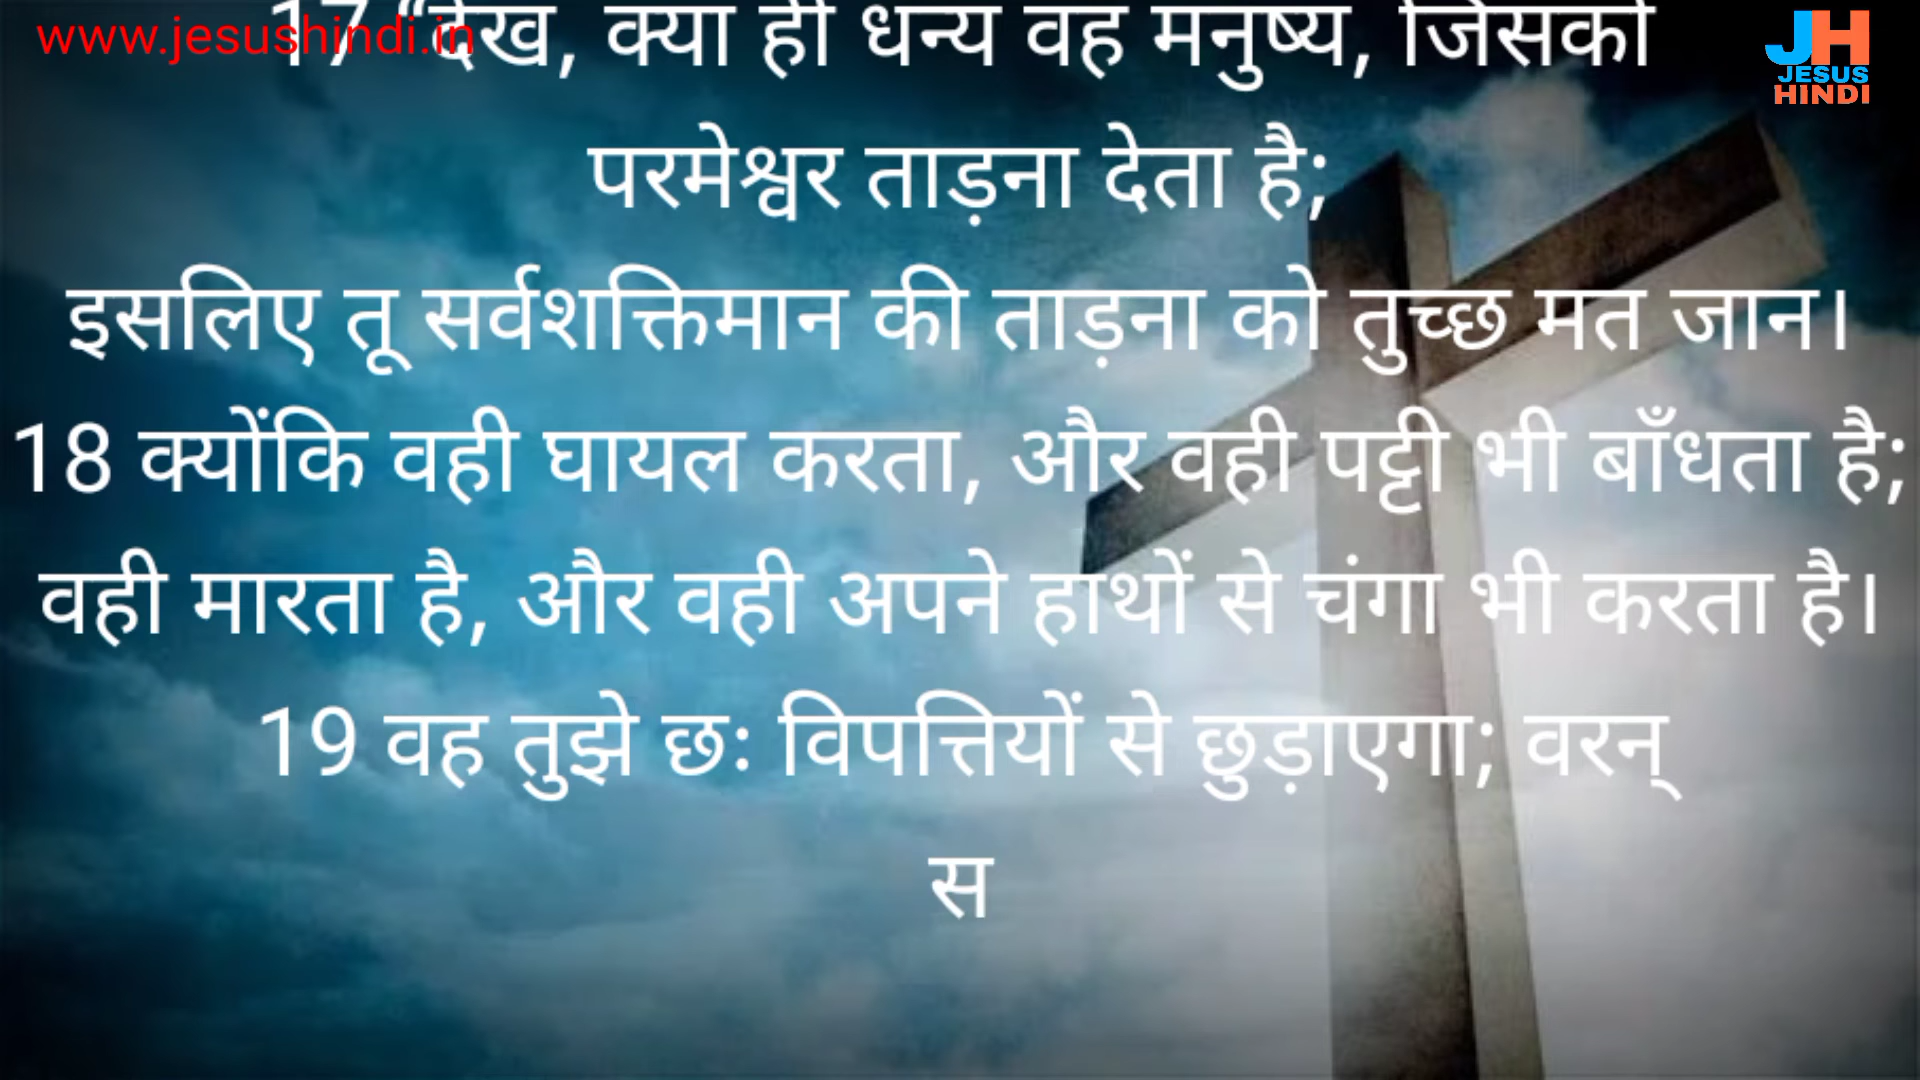 www.jesushindi.in
JH
JESUS
HINDI
17 “देख, क्या ही धन्य वह मनुष्य, जिसको
परमेश्वर ताड़ना देता है;
इसलिए तू सर्वशक्तिमान की ताड़ना को तुच्छ मत जान।
18 क्योंकि वही घायल करता, और वही पट्टी भी बाँधता है;
वही मारता है, और वही अपने हाथों से चंगा भी करता है।
19 वह तुझे छः विपत्तियों से छुड़ाएगा; वरन्
स